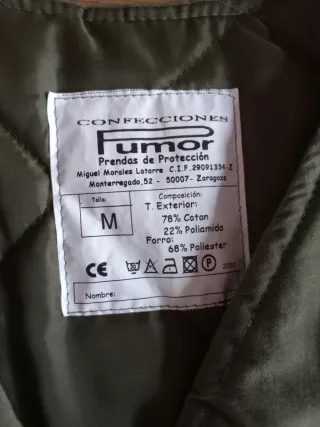 CONFECCIONES
Pumor
Prendas de Protección
Miguel Morales Latorre C.I.F.29091334-Z
Monterregado,52 - 50007- Zaragoza
Talla:
M
Composición:
T. Exterior:
78% Coton
22% Poliamida
Forro:
68% Poliester
CE
P
Nombre: